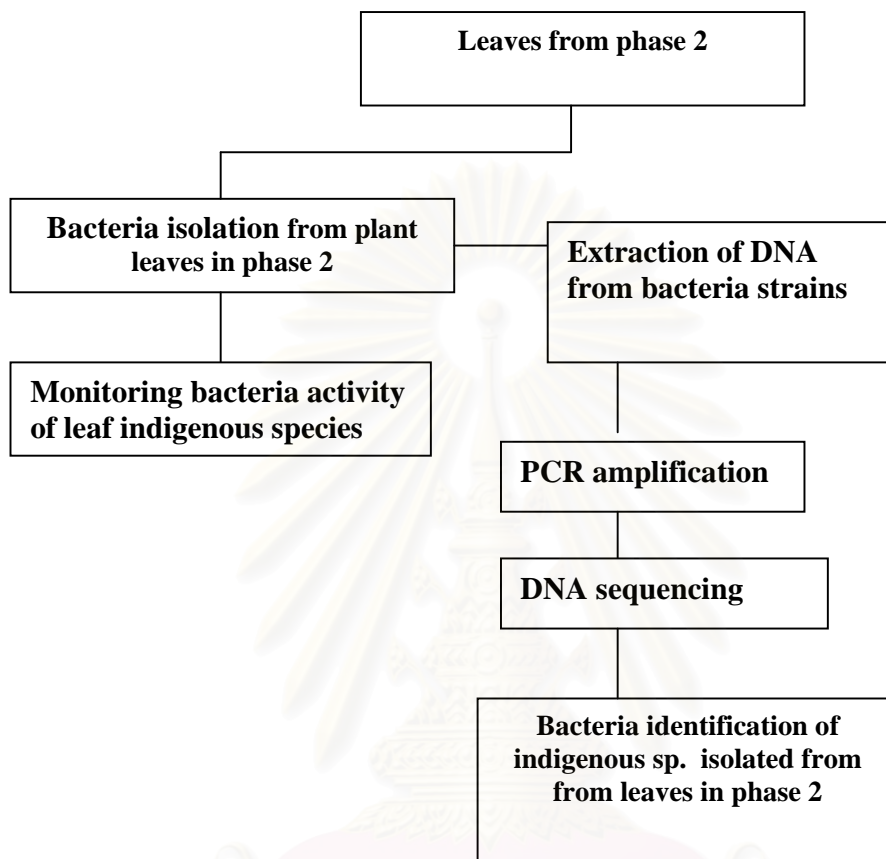 Leaves from phase 2
Bacteria isolation from plant
leaves in phase 2
Extraction of DNA
from bacteria strains
Monitoring bacteria activity
of leaf indigenous species
PCR amplification
DNA sequencing
Bacteria identification of
indigenous sp.  isolated from
from leaves in phase 2